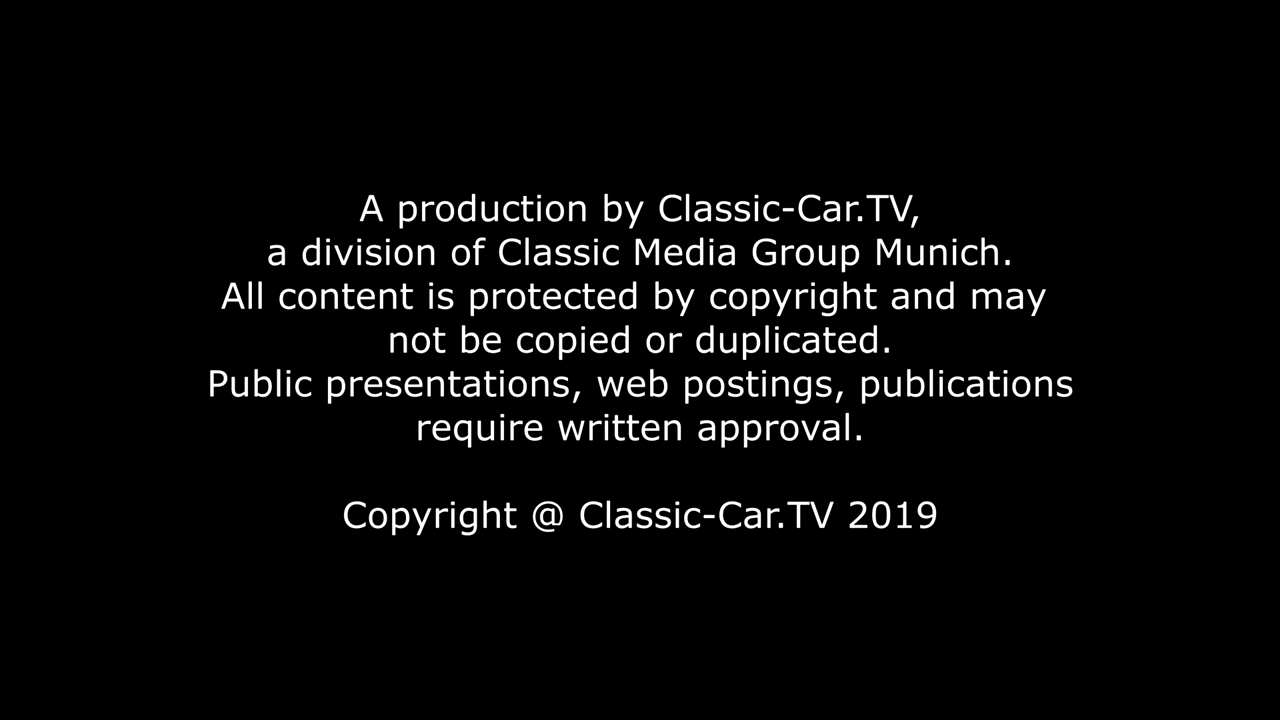 A production by Classic-Car.TV,
a division of Classic Media Group Munich.
All content is protected by copyright and may
not be copied or duplicated.
Public presentations, web postings, publications
require written approval.
Copyright @ Classic-Car.TV 2019